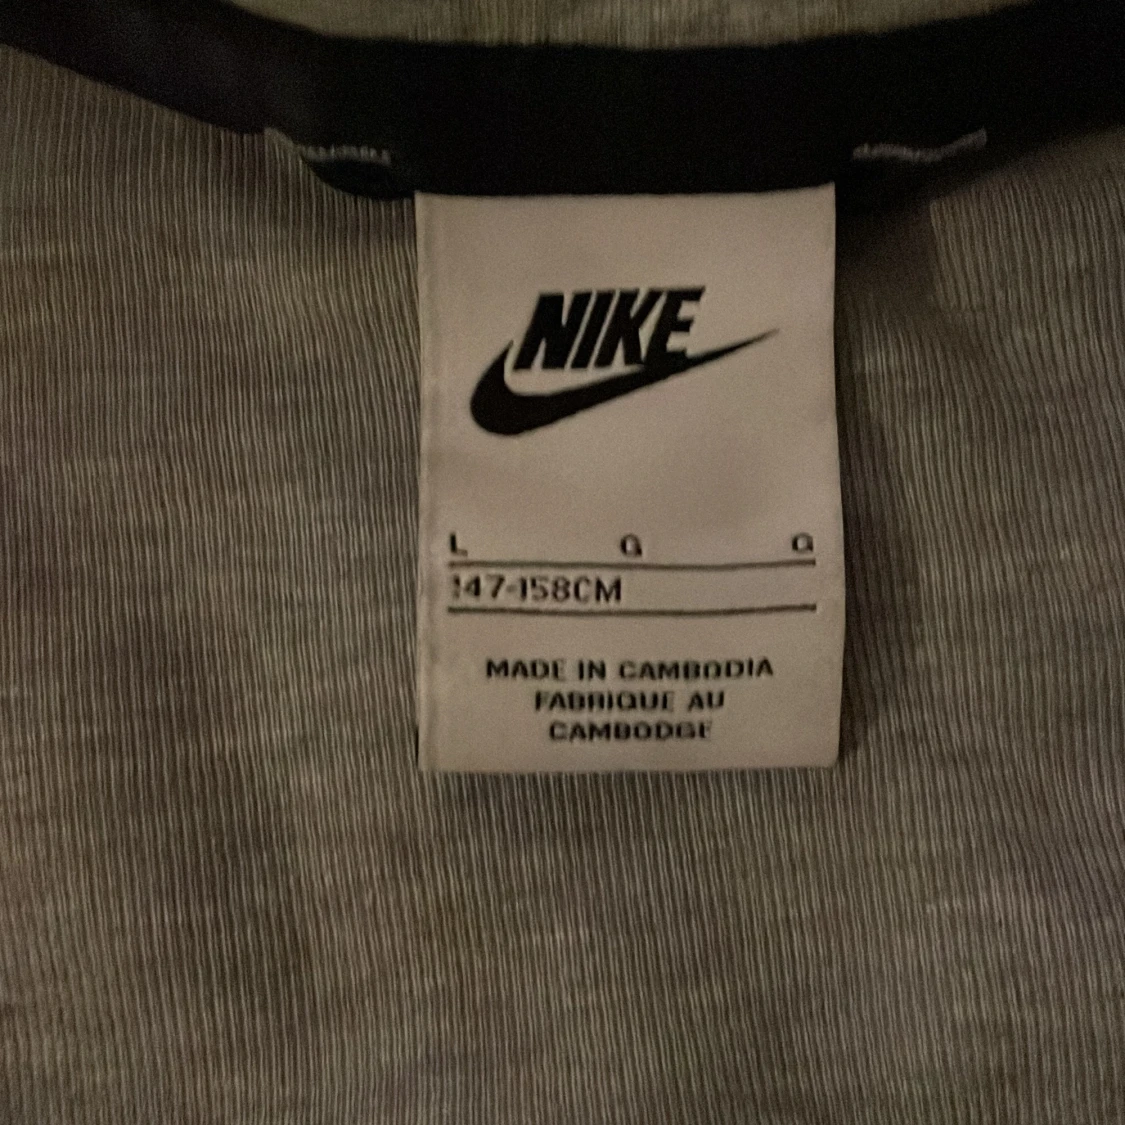 NIKE
L G G
147-158CM
MADE IN CAMBODIA
FABRIQUE AU
CAMBODGE